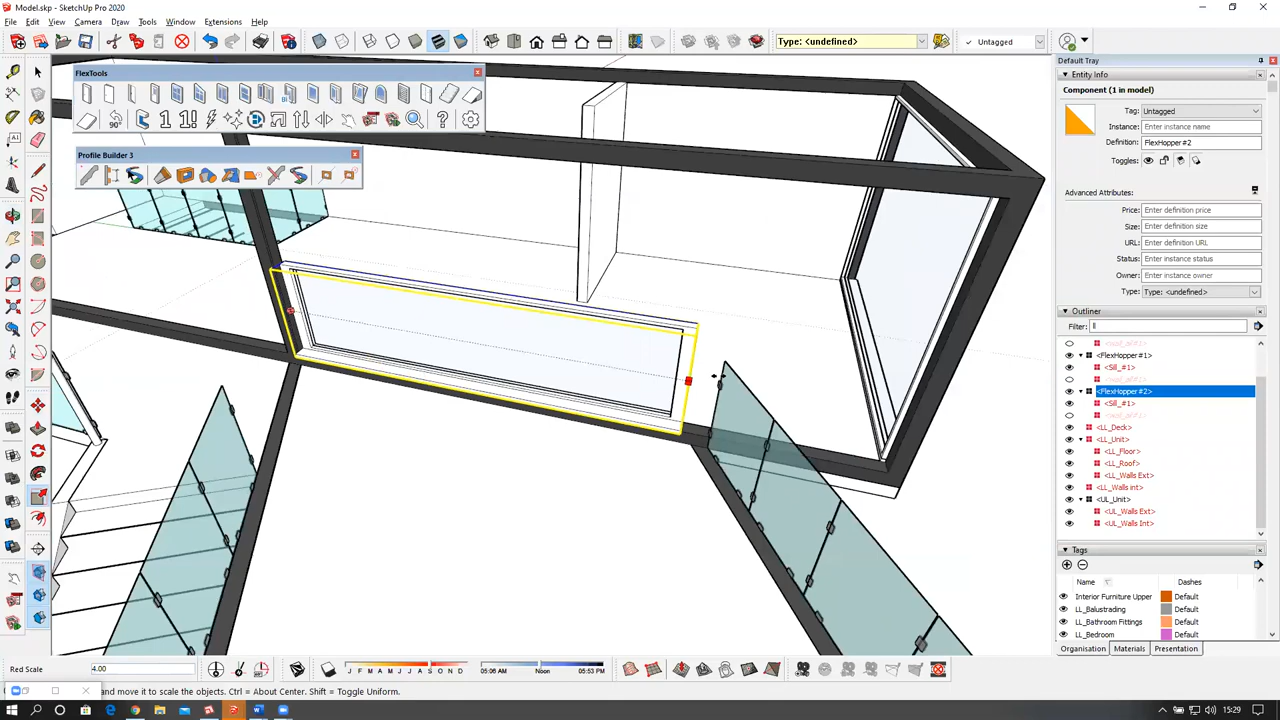 Model.skp - SketchUp Pro 2020
File Edit View Camera Draw Tools Window Extensions Help
Type: <undefined>
Untagged
FlexTools
90°
1 1!
?
Profile Builder 3
Default Tray
Entity Info
Component (1 in model)
Tag: Untagged
Instance: Enter instance name
Definition: FlexHopper#2
Toggles:
Advanced Attributes:
Price: Enter definition price
Size: Enter definition size
URL: Enter definition URL
Status: Enter definition status
Owner: Enter instance owner
Type: Type: <undefined>
Outliner
Filter: ll
<FlexHopper#1>
<Sill_#1>
<FlexHopper#2>
<Sill_#1>
<LL_Deck>
<LL_Unit>
<LL_Floor>
<LL_Roof>
<LL_Walls Ext>
<LL_Walls int>
<UL_Unit>
<UL_Walls Ext>
<UL_Walls Int>
Tags
Name Dashes
Interior Furniture Upper Default
LL_Balustrading Default
LL_Bathroom Fittings Default
LL_Bedroom Default
Organisation Materials Presentation
Red Scale 4.00
J F M A M J J A S O N D
05:06 AM Noon 05:53 PM
and move it to scale the objects. Ctrl = About Center. Shift = Toggle Uniform.
15:29